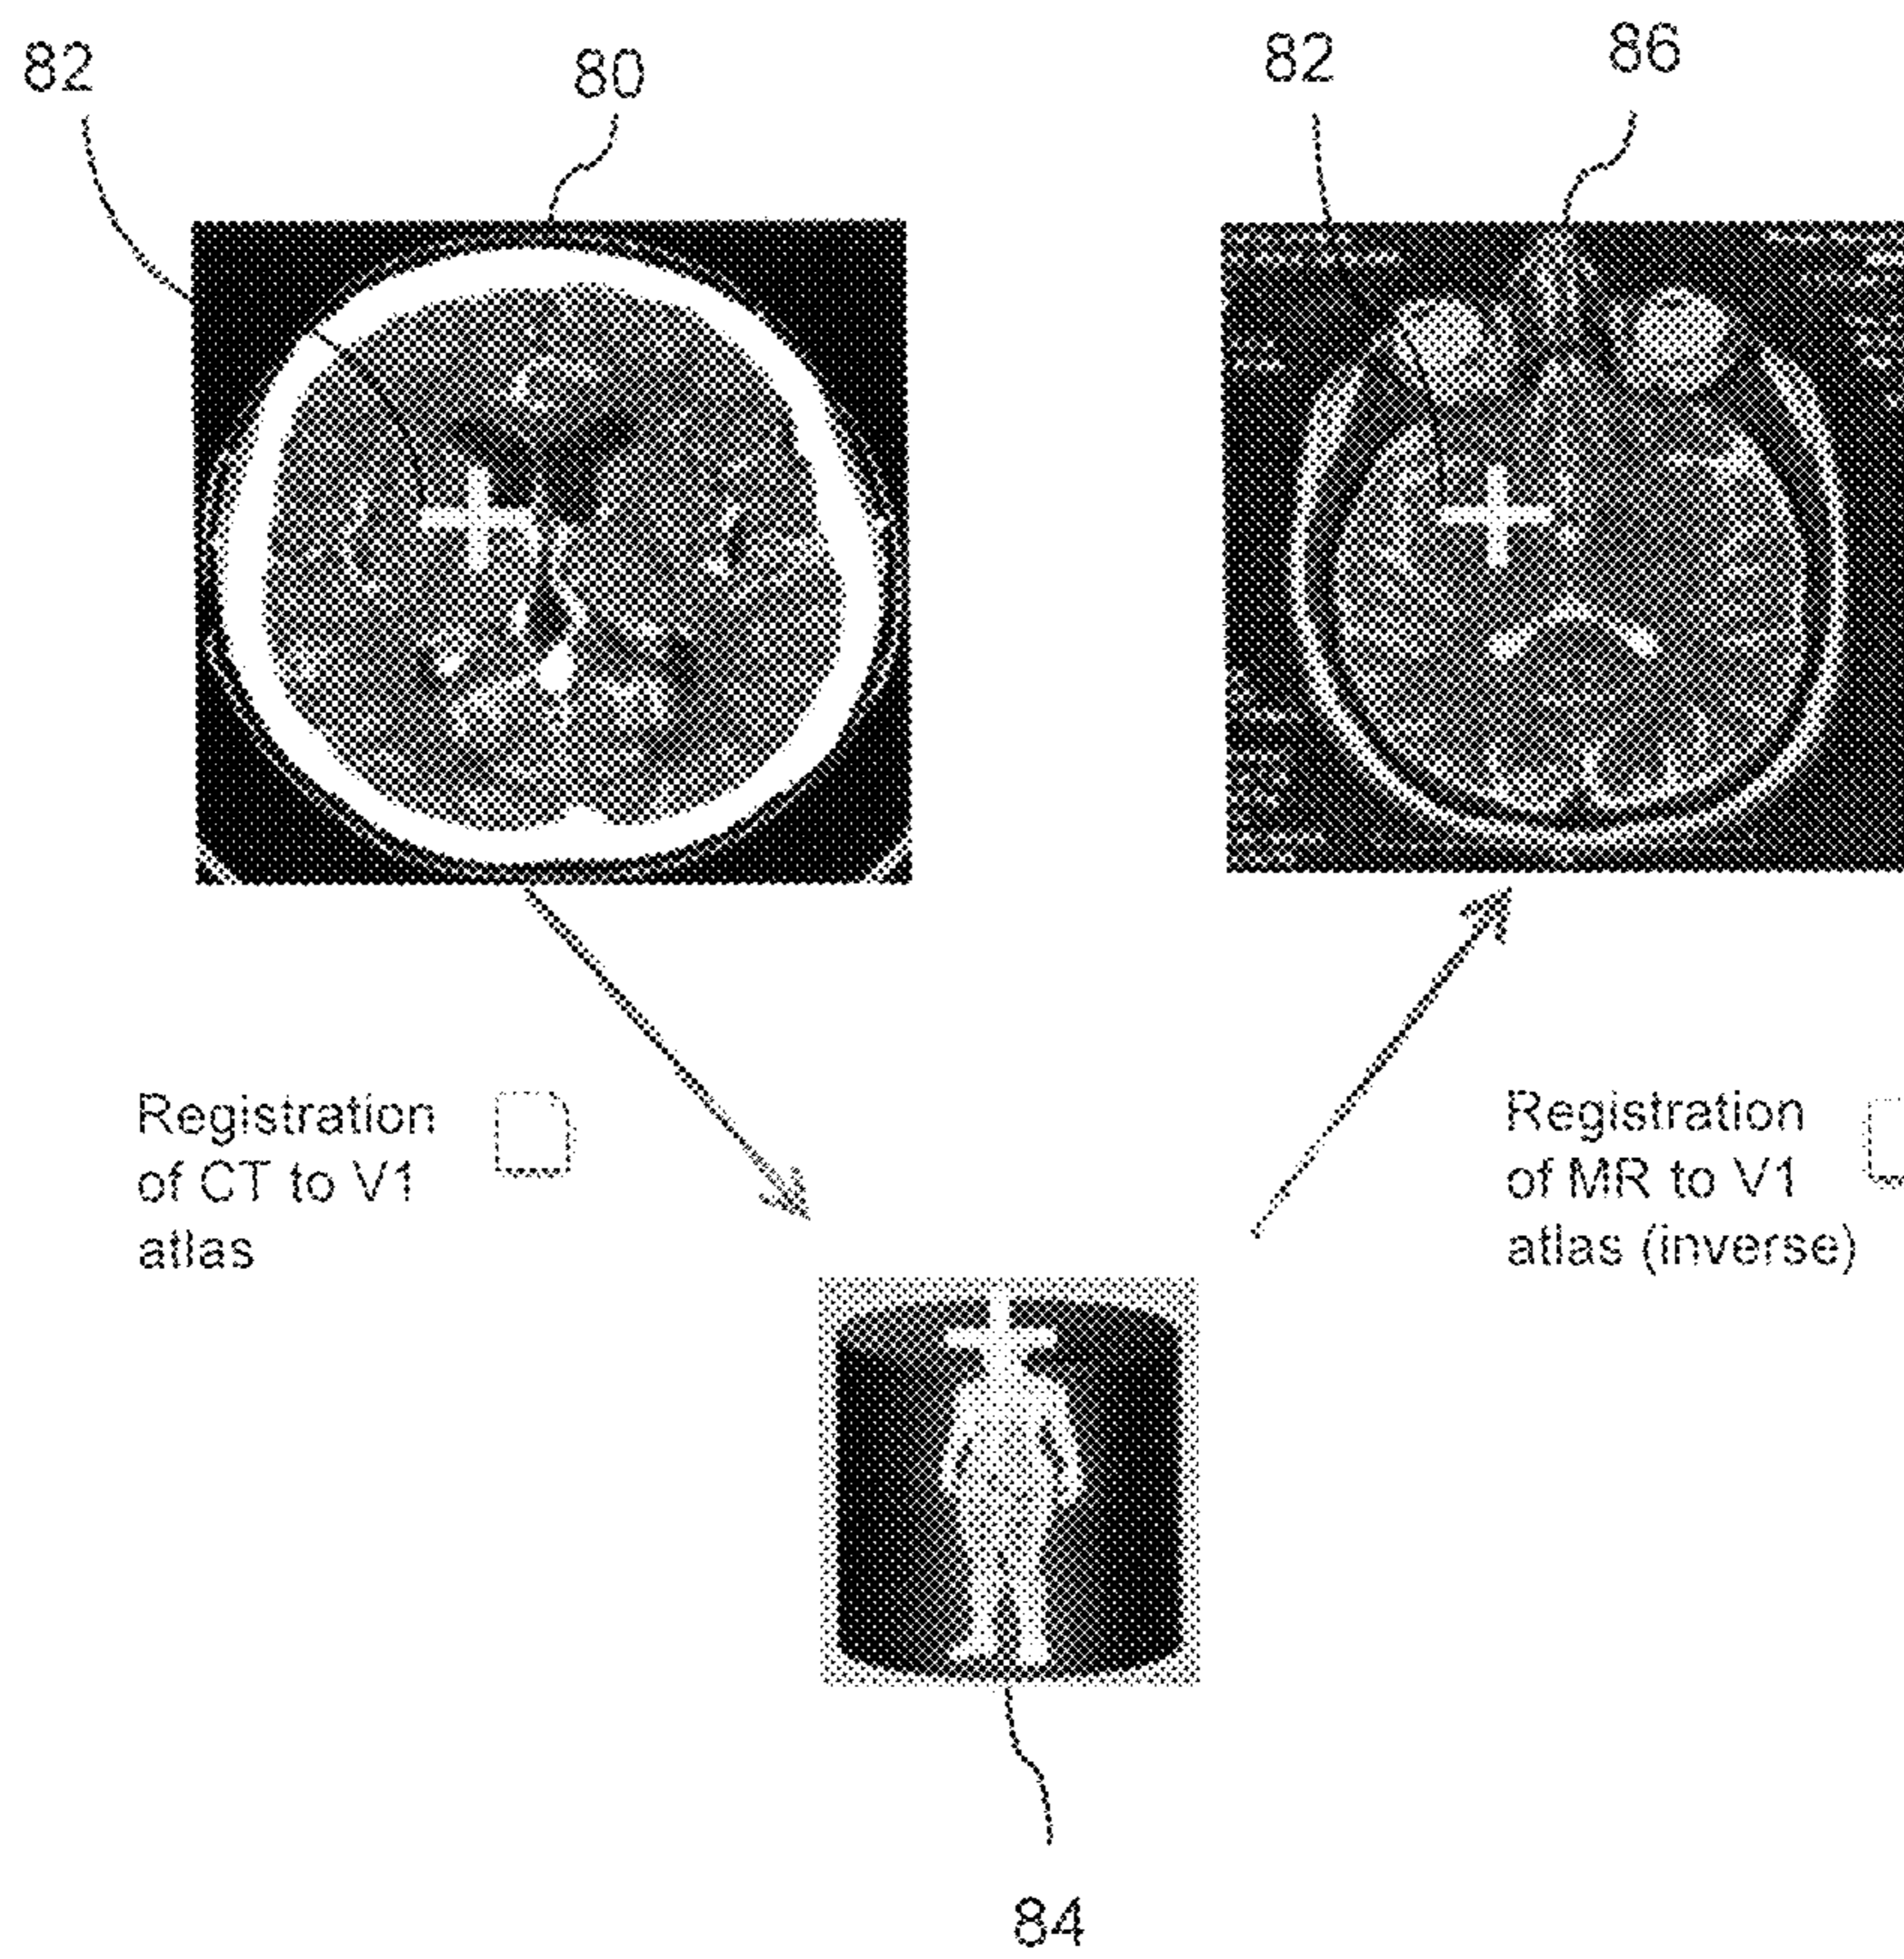 82
80
82
86
Registration
of CT to V1
atlas
Registration
of MR to V1
atlas (inverse)
84